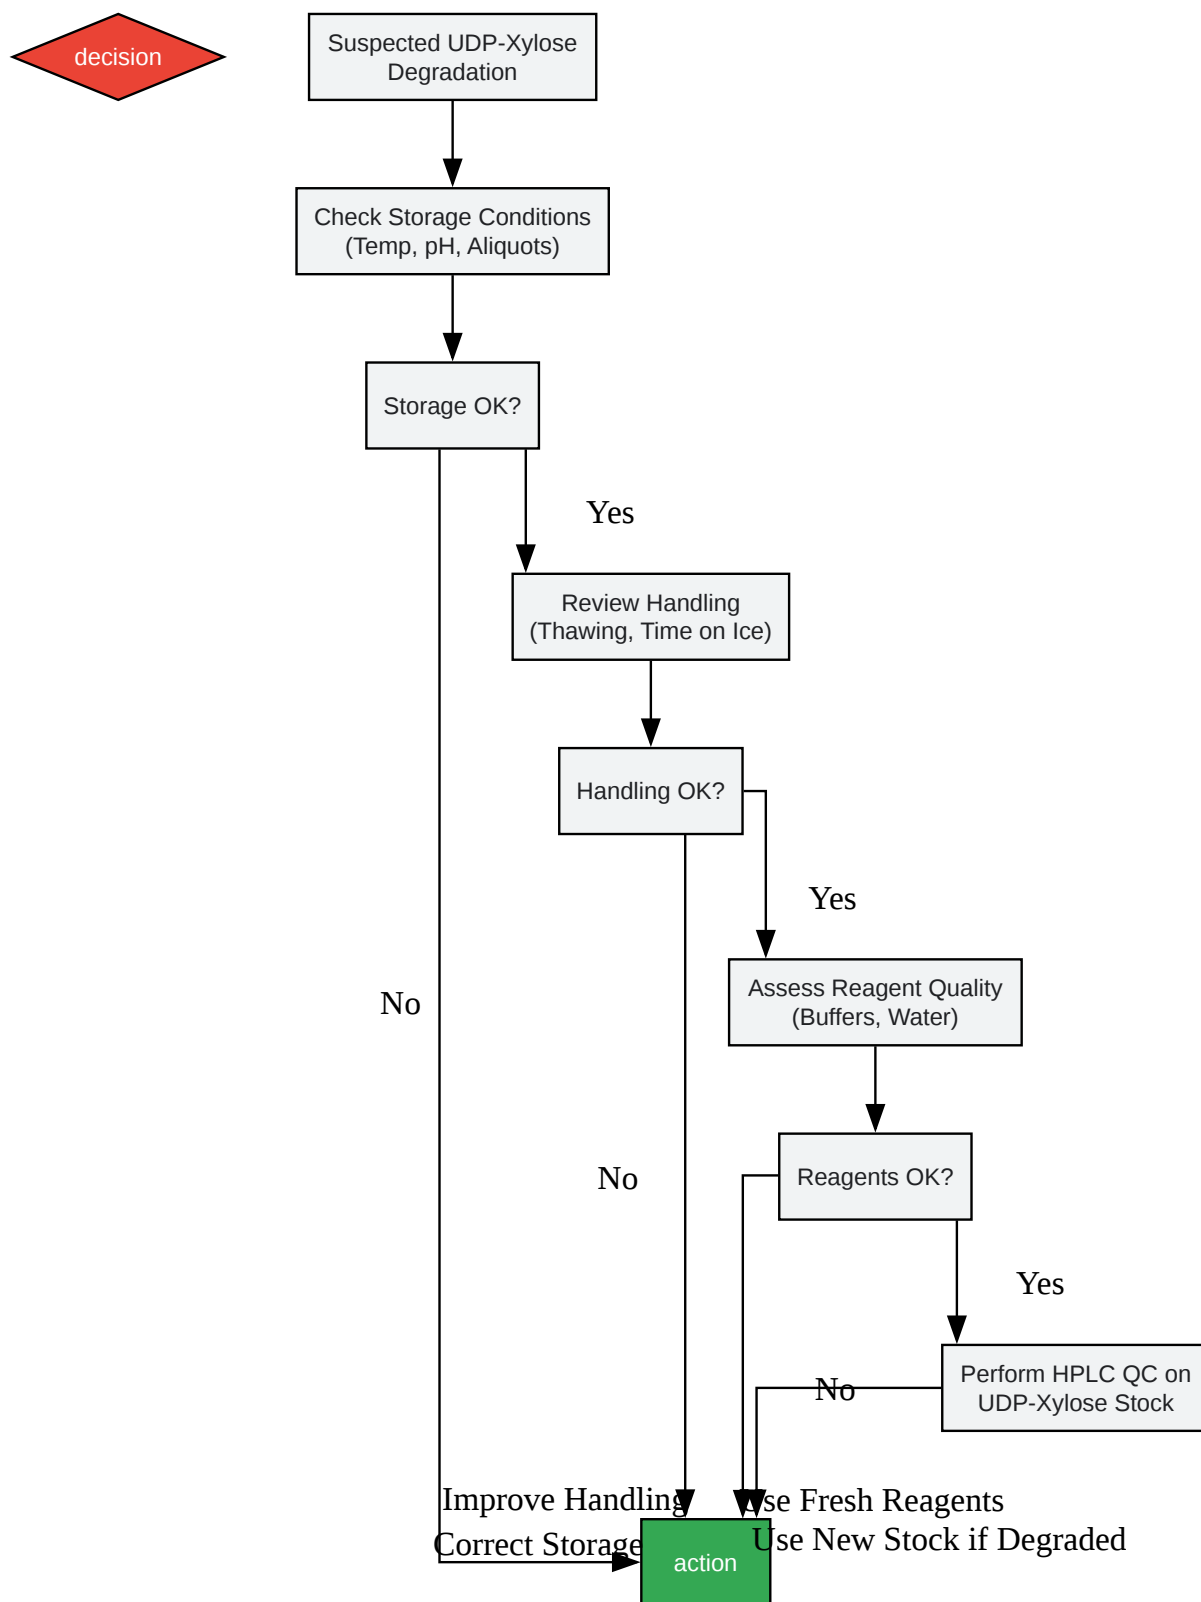 decision
Suspected UDP-Xylose
Degradation
Check Storage Conditions
(Temp, pH, Aliquots)
Storage OK?
Yes
Review Handling
(Thawing, Time on Ice)
Handling OK?
Yes
Assess Reagent Quality
(Buffers, Water)
No
Reagents OK?
No
Yes
Perform HPLC QC on
UDP-Xylose Stock
No
Improve Handling
Use Fresh Reagents
Correct Storage
Use New Stock if Degraded
action